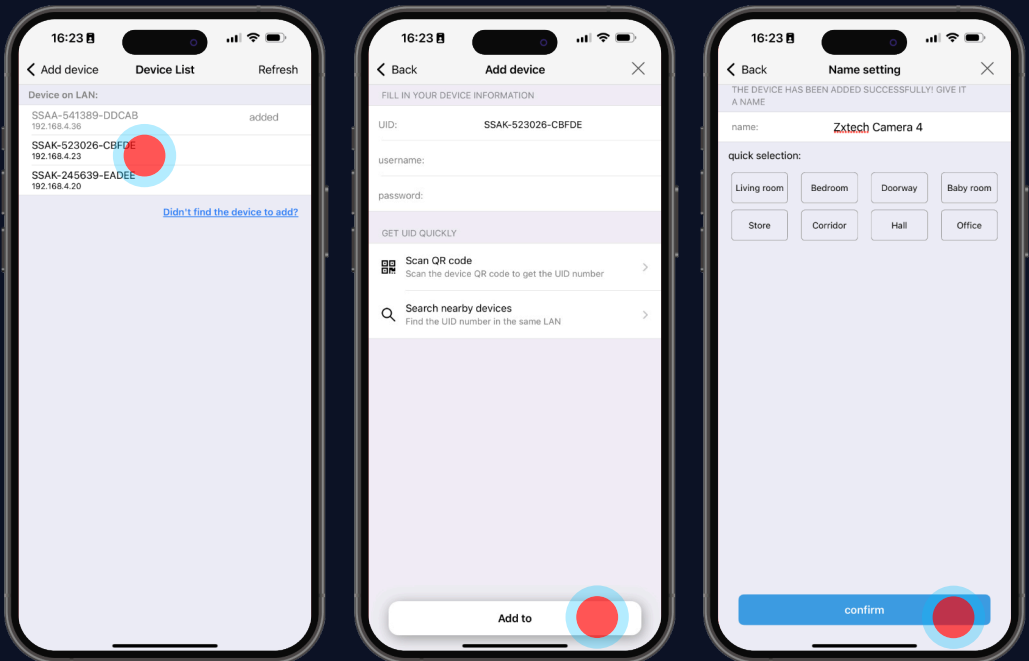 16:23
Add device
Device List
Refresh
Device on LAN:
SSAA-541389-DDCAB
added
192.168.4.36
SSAK-523026-CBFDE
192.168.4.23
SSAK-245639-EADEE
192.168.4.20
Didn't find the device to add?
16:23
Back
Add device
FILL IN YOUR DEVICE INFORMATION
UID:
SSAK-523026-CBFDE
username:
password:
GET UID QUICKLY
Scan QR code
Scan the device QR code to get the UID number
Search nearby devices
Find the UID number in the same LAN
Add to
16:23
Back
Name setting
THE DEVICE HAS BEEN ADDED SUCCESSFULLY! GIVE IT
A NAME
name:
Zxtech Camera 4
quick selection:
Living room
Bedroom
Doorway
Baby room
Store
Corridor
Hall
Office
confirm